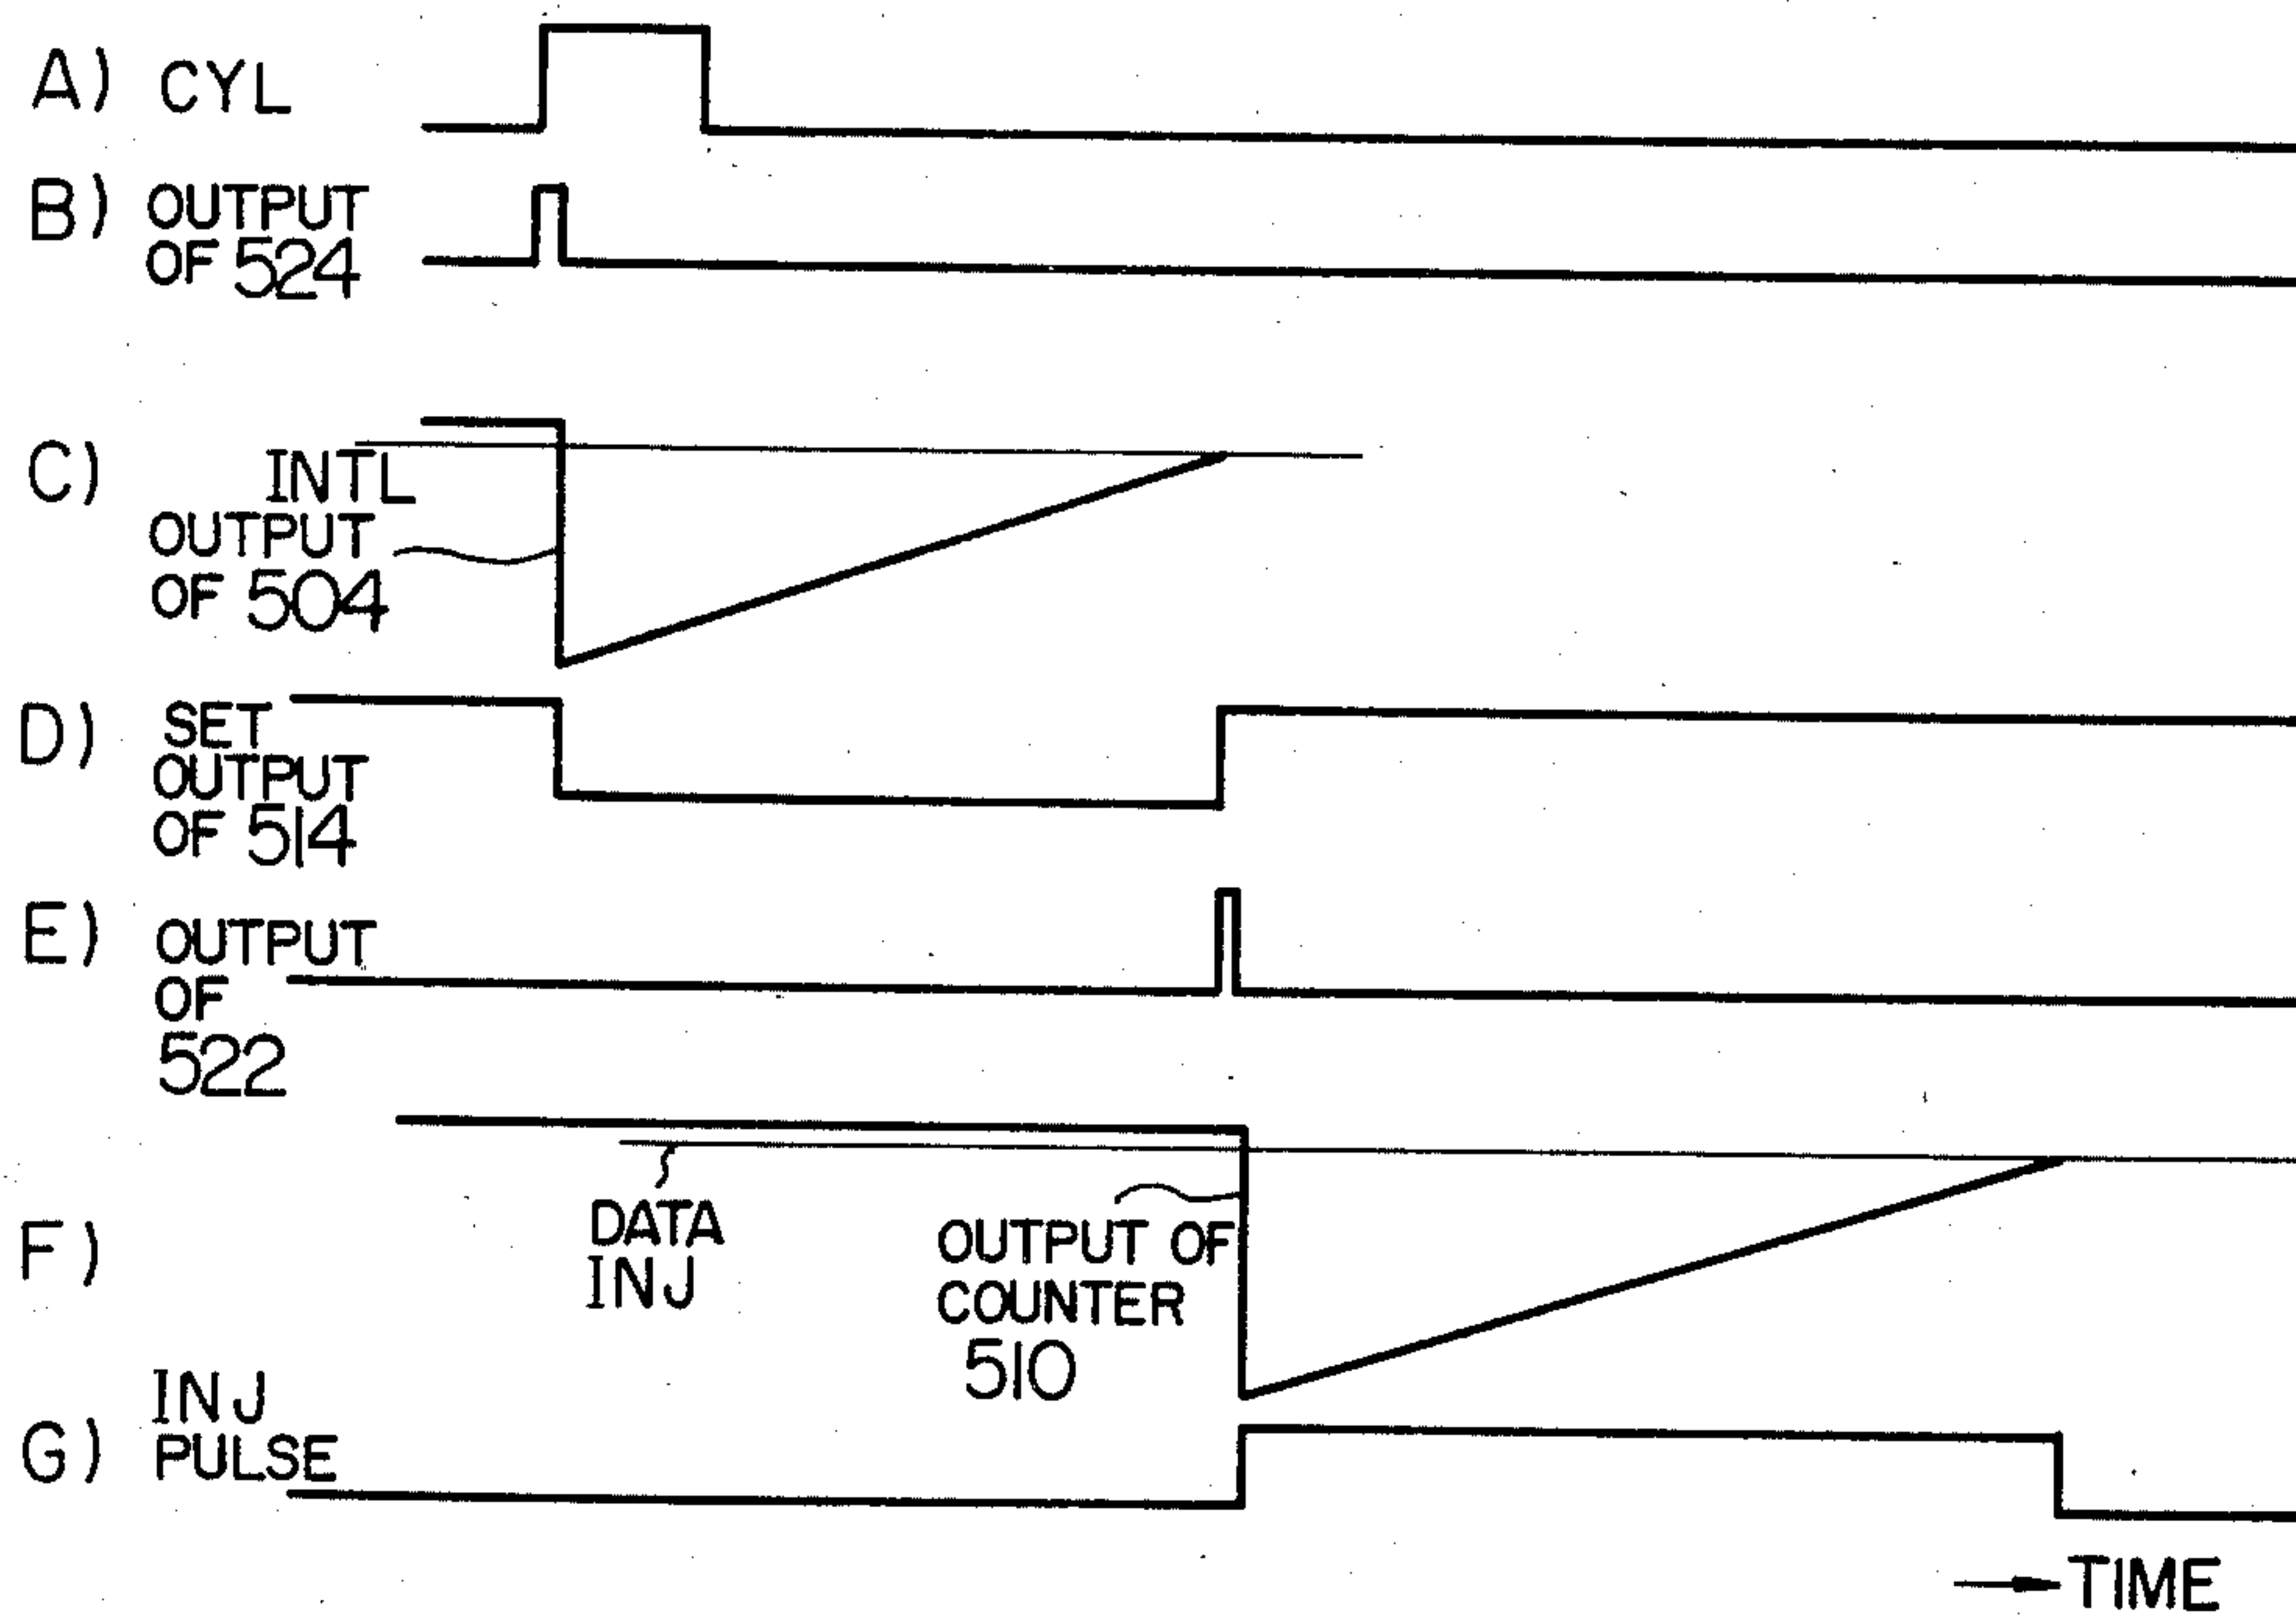 A) CYL
B) OUTPUT
OF 524
C) INTL
OUTPUT
OF 504
D) SET
OUTPUT
OF 514
E) OUTPUT
OF
522
F) DATA
INJ
OUTPUT OF
COUNTER
510
G) INJ
PULSE
TIME